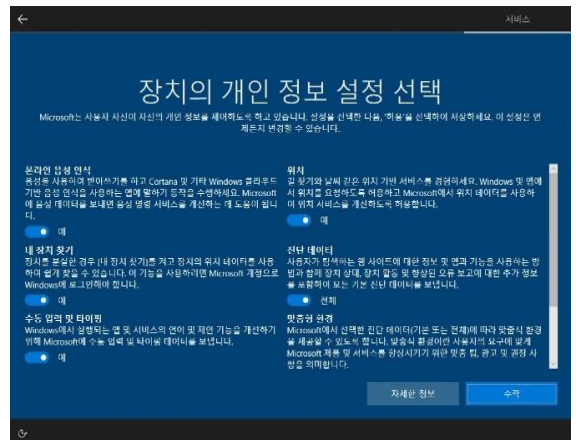 서비스
장치의 개인 정보 설정 선택
Microsoft는 사용자 자신이 자신의 개인 정보를 제어하도록 하고 있습니다. 설정을 선택한 다음, '허용'을 선택하여 저장하세요. 이 설정은 언
제든지 변경할 수 있습니다.
온라인 음성 인식
음성을 사용하여 받아쓰기를 하고 Cortana 및 기타 Windows 클라우드
기반 음성 인식을 사용하는 앱에 말하기 동작을 수행하세요. Microsoft
에 음성 데이터를 보내면 음성 명령 서비스를 개선하는 데 도움이 됩니
다.
예
내 장치 찾기
장치를 분실한 경우 [내 장치 찾기]를 켜고 장치의 위치 데이터를 사용
하여 쉽게 찾을 수 있습니다. 이 기능을 사용하려면 Microsoft 계정으로
Windows에 로그인해야 합니다.
예
수동 입력 및 타이핑
Windows에서 실행되는 앱 및 서비스의 언어 및 제안 기능을 개선하기
위해 Microsoft에 수동 입력 및 타이핑 데이터를 보냅니다.
예
위치
길 찾기와 날씨 같은 위치 기반 서비스를 경험하세요. Windows 및 앱에
서 위치를 요청하도록 허용하고 Microsoft에서 위치 데이터를 사용하
여 위치 서비스를 개선하도록 허용합니다.
예
진단 데이터
사용자가 탐색하는 웹 사이트에 대한 정보 및 앱과 기능을 사용하는 방
법과 함께 장치 상태, 장치 활동 및 향상된 오류 보고에 대한 추가 정보
를 포함하여 모든 기본 진단 데이터를 보냅니다.
전체
맞춤형 환경
Microsoft에서 선택한 진단 데이터(기본 또는 전체)에 따라 맞춤식 환경
을 제공할 수 있도록 합니다. 맞춤식 환경이란 사용자의 요구에 맞게
Microsoft 제품 및 서비스를 향상시키기 위한 맞춤 팁, 광고 및 권장 사
항을 의미합니다.
자세한 정보
수락